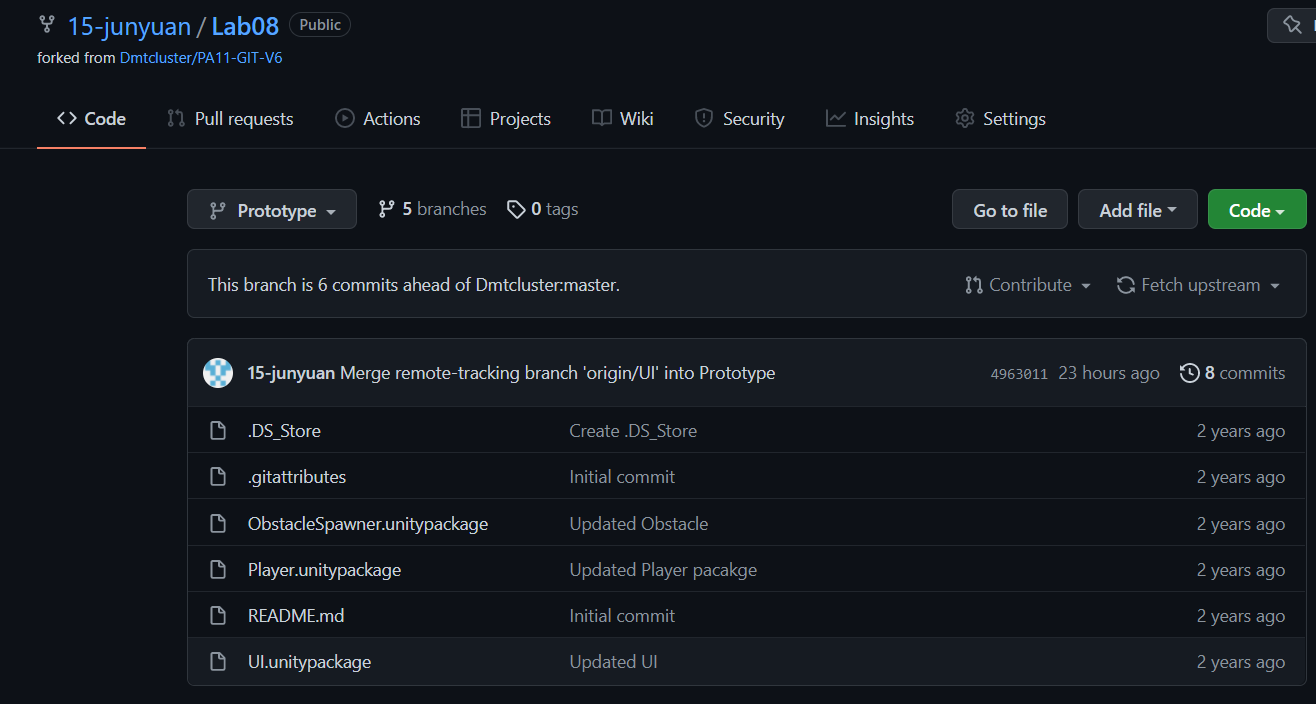 15-junyuan / Lab08 Public
forked from Dmtcluster/PA11-GIT-V6
Code Pull requests Actions Projects Wiki Security Insights Settings
Prototype 5 branches 0 tags Go to file Add file Code
This branch is 6 commits ahead of Dmtcluster:master. Contribute Fetch upstream
15-junyuan Merge remote-tracking branch 'origin/UI' into Prototype 4963011 23 hours ago 8 commits
.DS_Store Create .DS_Store 2 years ago
.gitattributes Initial commit 2 years ago
ObstacleSpawner.unitypackage Updated Obstacle 2 years ago
Player.unitypackage Updated Player pacakge 2 years ago
README.md Initial commit 2 years ago
UI.unitypackage Updated UI 2 years ago